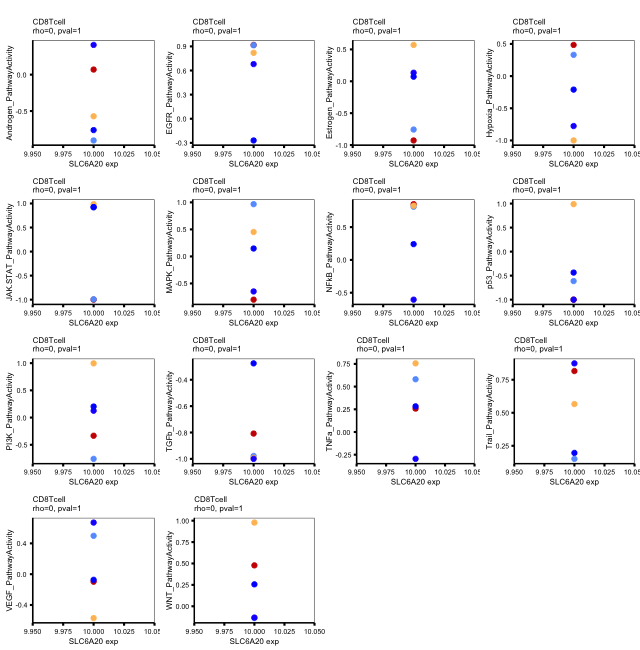 CD8Tcell
rho=0, pval=1
Androgen_PathwayActivity
0.0
-0.5
9.950 9.975 10.000 10.025 10.05
SLC6A20 exp
CD8Tcell
rho=0, pval=1
EGFR_PathwayActivity
0.9
0.6
0.3
0.0
-0.3
9.950 9.975 10.000 10.025 10.05
SLC6A20 exp
CD8Tcell
rho=0, pval=1
Estrogen_PathwayActivity
0.5
0.0
-0.5
-1.0
9.950 9.975 10.000 10.025 10.05
SLC6A20 exp
CD8Tcell
rho=0, pval=1
Hypoxia_PathwayActivity
0.5
0.0
-0.5
-1.0
9.950 9.975 10.000 10.025 10.05
SLC6A20 exp
CD8Tcell
rho=0, pval=1
JAK.STAT_PathwayActivity
1.0
0.5
0.0
-0.5
-1.0
9.950 9.975 10.000 10.025 10.05
SLC6A20 exp
CD8Tcell
rho=0, pval=1
MAPK_PathwayActivity
1.0
0.5
0.0
-0.5
9.950 9.975 10.000 10.025 10.05
SLC6A20 exp
CD8Tcell
rho=0, pval=1
NFkB_PathwayActivity
0.5
0.0
-0.5
9.950 9.975 10.000 10.025 10.05
SLC6A20 exp
CD8Tcell
rho=0, pval=1
p53_PathwayActivity
1.0
0.5
0.0
-0.5
-1.0
9.950 9.975 10.000 10.025 10.05
SLC6A20 exp
CD8Tcell
rho=0, pval=1
PI3K_PathwayActivity
1.0
0.5
0.0
-0.5
9.950 9.975 10.000 10.025 10.05
SLC6A20 exp
CD8Tcell
rho=0, pval=1
TGFb_PathwayActivity
-0.4
-0.6
-0.8
-1.0
9.950 9.975 10.000 10.025 10.05
SLC6A20 exp
CD8Tcell
rho=0, pval=1
TNFa_PathwayActivity
0.75
0.50
0.25
0.00
-0.25
9.950 9.975 10.000 10.025 10.05
SLC6A20 exp
CD8Tcell
rho=0, pval=1
Trail_PathwayActivity
0.75
0.50
0.25
9.950 9.975 10.000 10.025 10.05
SLC6A20 exp
CD8Tcell
rho=0, pval=1
VEGF_PathwayActivity
0.4
0.0
-0.4
9.950 9.975 10.000 10.025 10.05
SLC6A20 exp
CD8Tcell
rho=0, pval=1
WNT_PathwayActivity
1.00
0.75
0.50
0.25
0.00
9.950 9.975 10.000 10.025 10.050
SLC6A20 exp